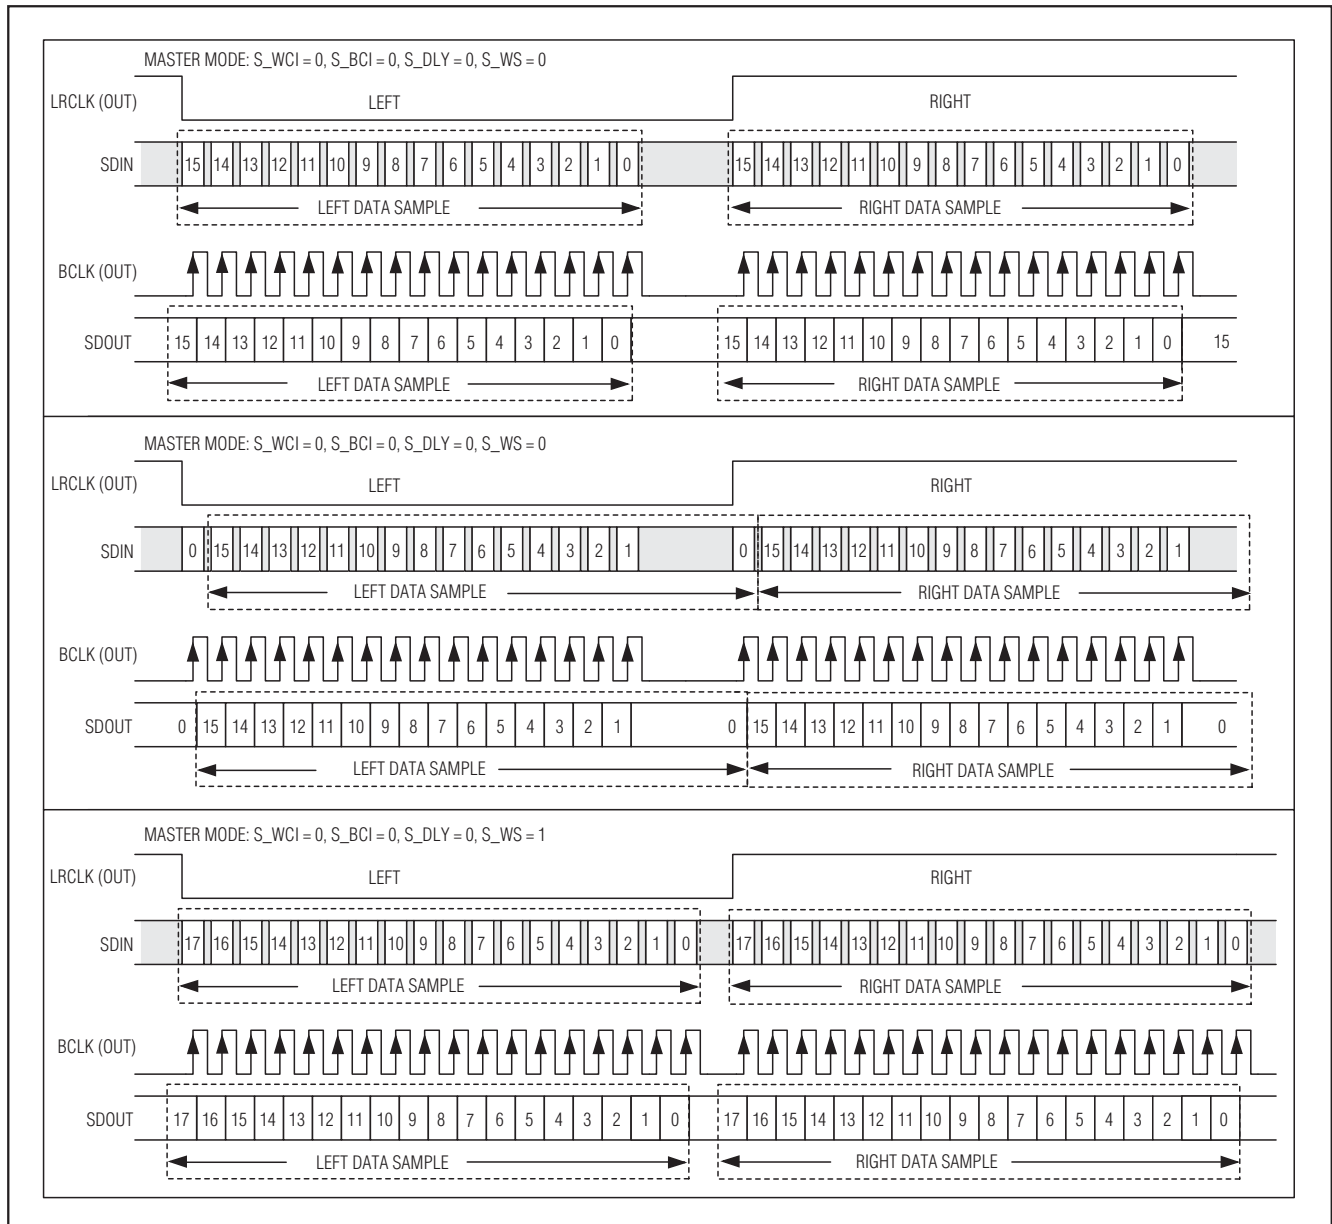 MASTER MODE: S_WCI = 0, S_BCI = 0, S_DLY = 0, S_WS = 0
LRCLK (OUT) LEFT RIGHT
SDIN 15 14 13 12 11 10 9 8 7 6 5 4 3 2 1 0 15 14 13 12 11 10 9 8 7 6 5 4 3 2 1 0
LEFT DATA SAMPLE RIGHT DATA SAMPLE
BCLK (OUT)
SDOUT 15 14 13 12 11 10 9 8 7 6 5 4 3 2 1 0 15 14 13 12 11 10 9 8 7 6 5 4 3 2 1 0 15
LEFT DATA SAMPLE RIGHT DATA SAMPLE
MASTER MODE: S_WCI = 0, S_BCI = 0, S_DLY = 0, S_WS = 0
LRCLK (OUT) LEFT RIGHT
SDIN 0 15 14 13 12 11 10 9 8 7 6 5 4 3 2 1 0 15 14 13 12 11 10 9 8 7 6 5 4 3 2 1
LEFT DATA SAMPLE RIGHT DATA SAMPLE
BCLK (OUT)
SDOUT 0 15 14 13 12 11 10 9 8 7 6 5 4 3 2 1 0 15 14 13 12 11 10 9 8 7 6 5 4 3 2 1 0
LEFT DATA SAMPLE RIGHT DATA SAMPLE
MASTER MODE: S_WCI = 0, S_BCI = 0, S_DLY = 0, S_WS = 1
LRCLK (OUT) LEFT RIGHT
SDIN 17 16 15 14 13 12 11 10 9 8 7 6 5 4 3 2 1 0 17 16 15 14 13 12 11 10 9 8 7 6 5 4 3 2 1 0
LEFT DATA SAMPLE RIGHT DATA SAMPLE
BCLK (OUT)
SDOUT 17 16 15 14 13 12 11 10 9 8 7 6 5 4 3 2 1 0 17 16 15 14 13 12 11 10 9 8 7 6 5 4 3 2 1 0
LEFT DATA SAMPLE RIGHT DATA SAMPLE